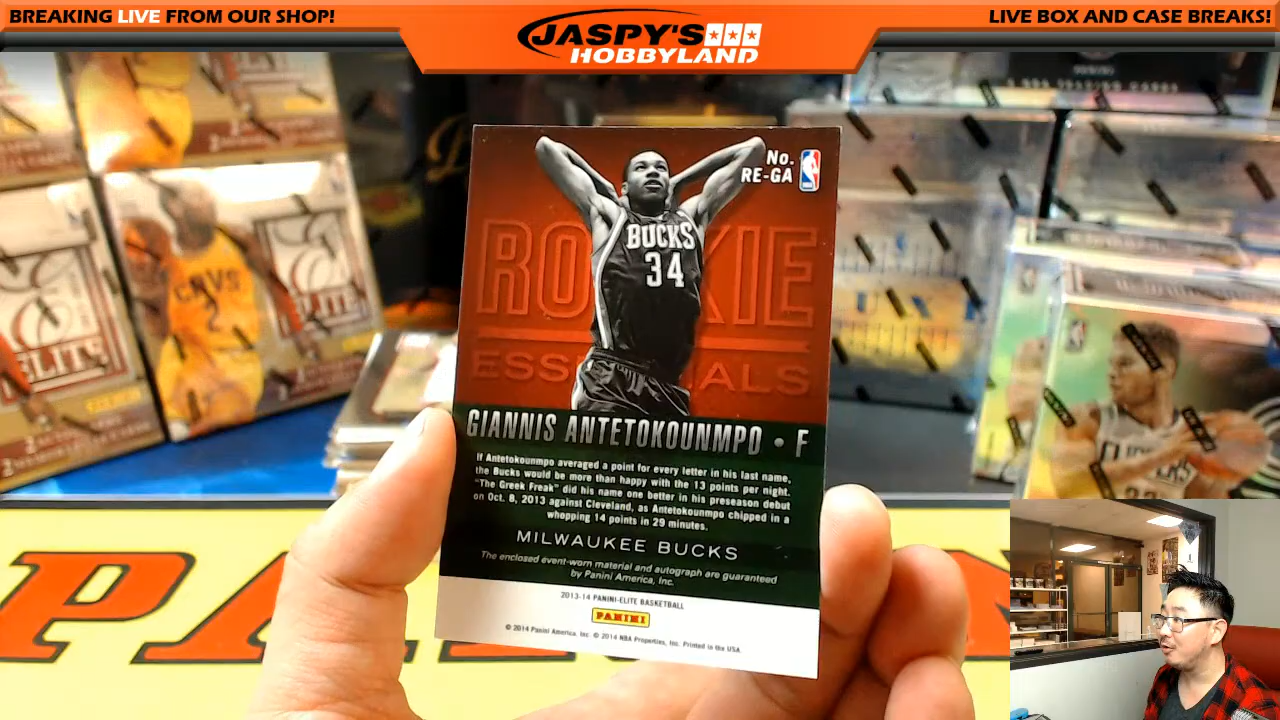 BREAKING LIVE FROM OUR SHOP!
JASPY'S
HOBBYLAND
LIVE BOX AND CASE BREAKS!
No.
RE-GA
ROOKIE
ESSENTIALS
BUCKS
34
GIANNIS ANTETOKOUNMPO • F
If Antetokounmpo averaged a point for every letter in his last name,
the Bucks would be more than happy with the 13 points per night.
"The Greek Freak" did his name one better in his preseason debut
on Oct. 8, 2013 against Cleveland, as Antetokounmpo chipped in a
whopping 14 points in 29 minutes.
MILWAUKEE BUCKS
The enclosed event-worn material and autograph are guaranteed
by Panini America, Inc.
2013-14 PANINI-ELITE BASKETBALL
PANINI
© 2014 Panini America, Inc. © 2014 NBA Properties, Inc. Printed in the USA
CAVS
2
ELITE
ELITE
CLIPPERS